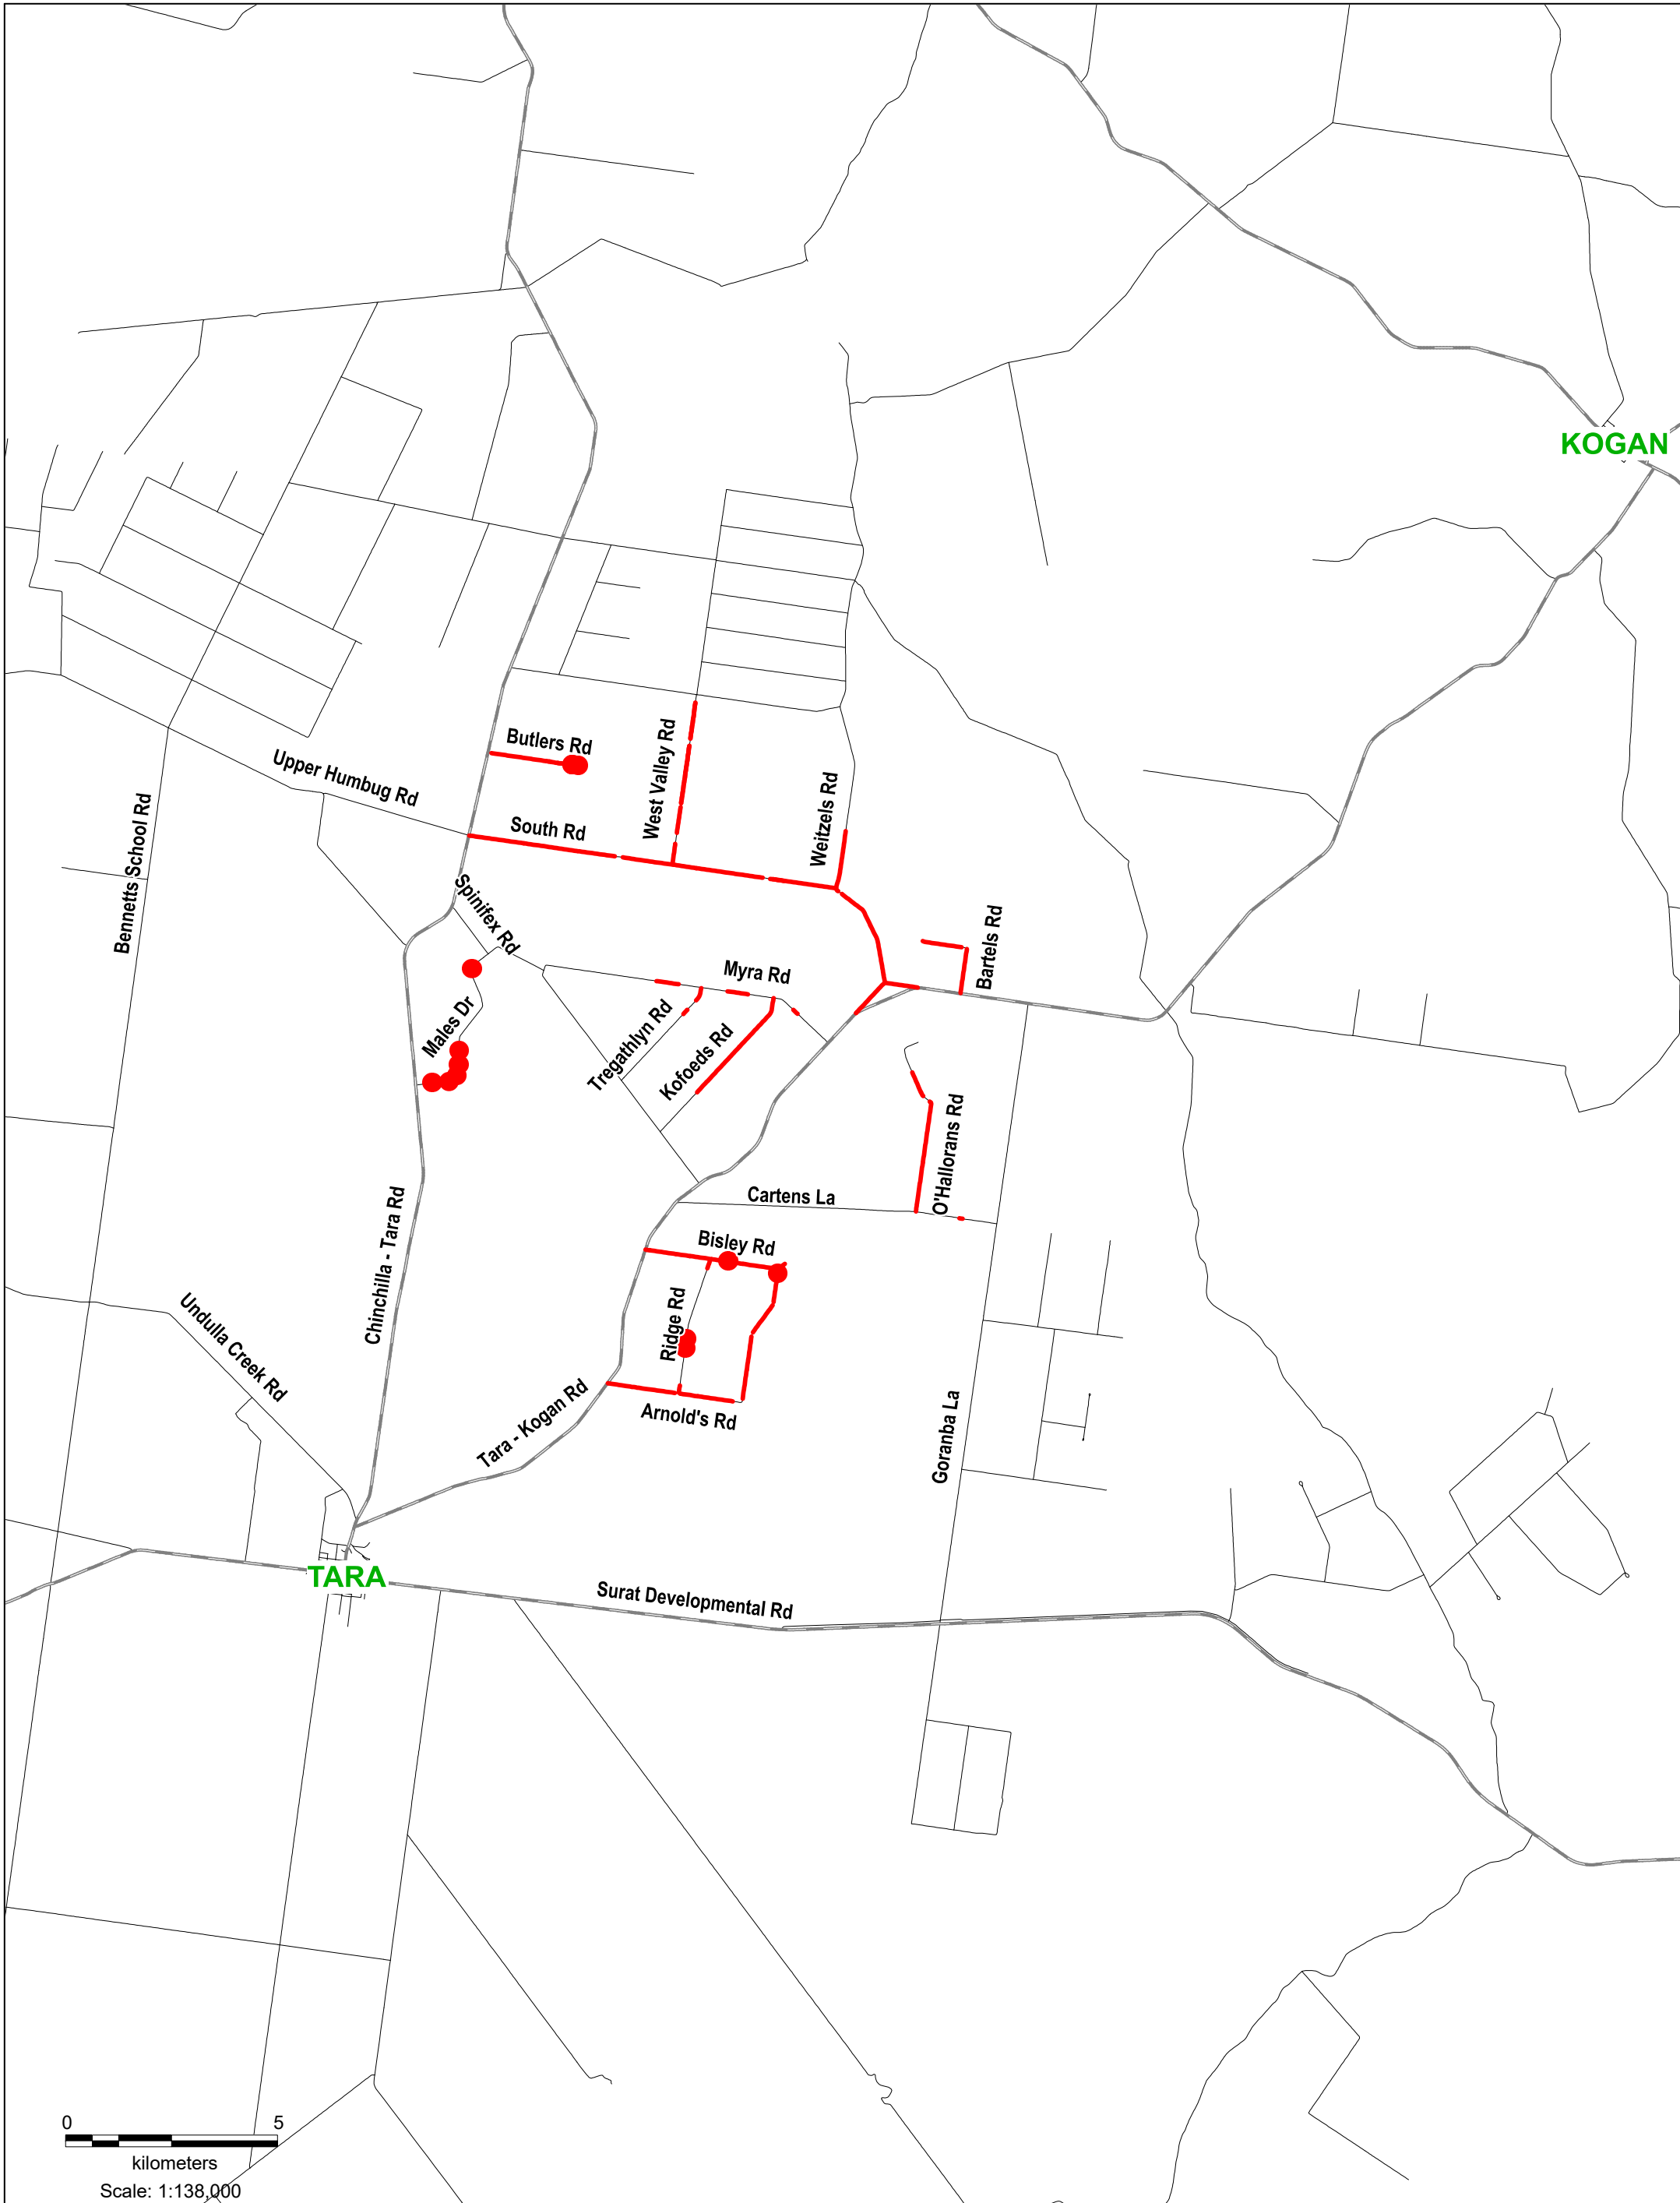 KOGAN
Butlers Rd
West Valley Rd
Upper Humbug Rd
South Rd
Weitzels Rd
Bennetts School Rd
Spinifex Rd
Bartels Rd
Myra Rd
Males Dr
Tregathlyn Rd
Kofoeds Rd
O'Hallorans Rd
Cartens La
Chinchilla - Tara Rd
Bisley Rd
Ridge Rd
Undulla Creek Rd
Tara - Kogan Rd
Arnold's Rd
Goranba La
TARA
Surat Developmental Rd
0 5
kilometers
Scale: 1:138,000